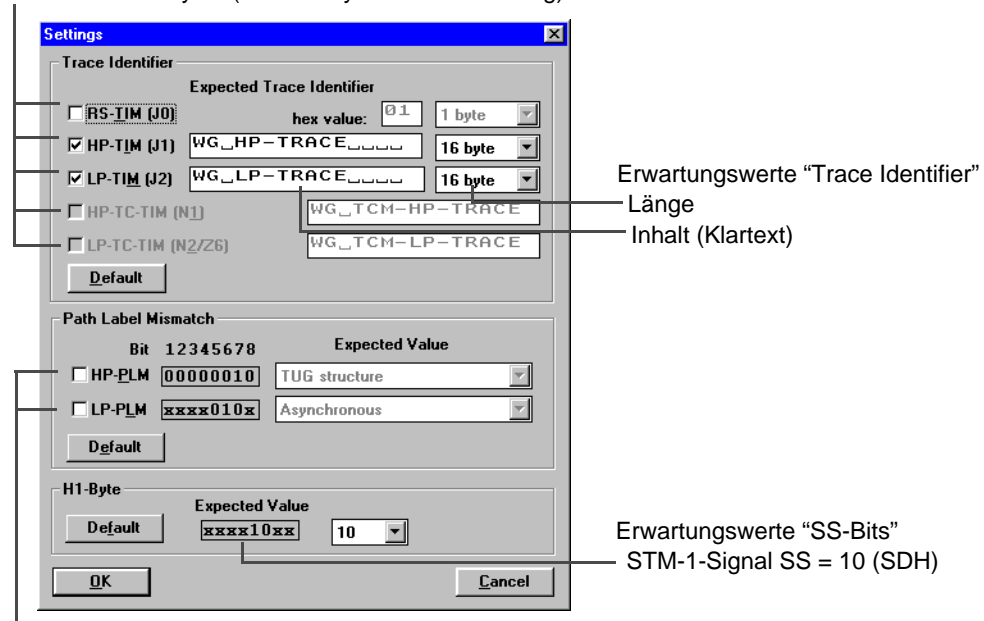 Settings
Trace Identifier
Expected Trace Identifier
RS-TIM (J0) hex value: 01 1 byte
HP-TIM (J1) WG␣HP-TRACE␣␣␣␣ 16 byte
LP-TIM (J2) WG␣LP-TRACE␣␣␣␣ 16 byte
HP-TC-TIM (N1) WG␣TCM-HP-TRACE
LP-TC-TIM (N2/Z6) WG␣TCM-LP-TRACE
Default
Erwartungswerte “Trace Identifier”
Länge
Inhalt (Klartext)
Path Label Mismatch
Bit 12345678 Expected Value
HP-PLM 00000010 TUG structure
LP-PLM xxxx010x Asynchronous
Default
H1-Byte
Expected Value
Default xxxx10xx 10
Erwartungswerte “SS-Bits”
STM-1-Signal SS = 10 (SDH)
OK Cancel